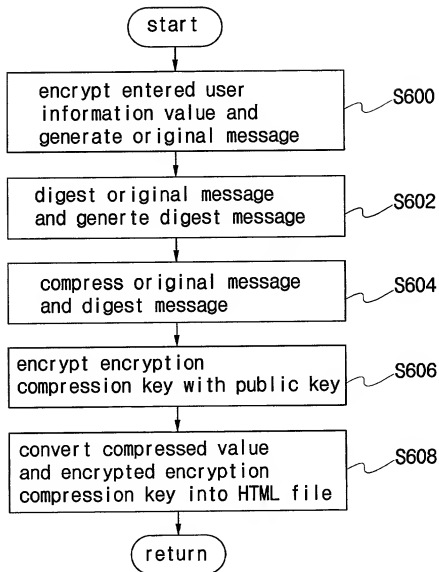 start
encrypt entered user
information value and
generate original message
S600
digest original message
and generte digest message
S602
compress original message
and digest message
S604
encrypt encryption
compression key with public key
S606
convert compressed value
and encrypted encryption
compression key into HTML file
S608
return